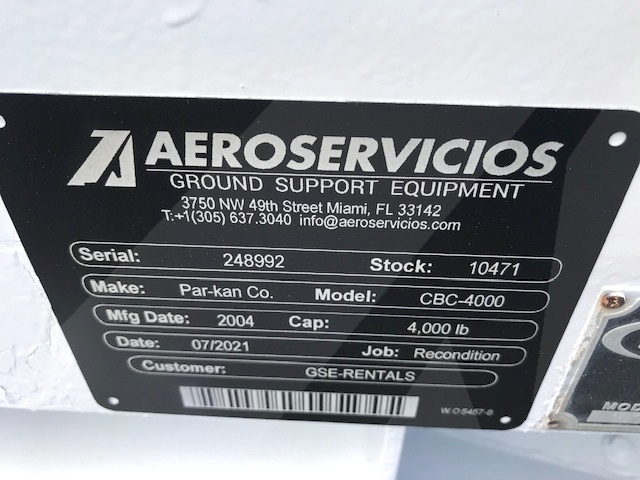 AEROSERVICIOS
GROUND SUPPORT EQUIPMENT
3750 NW 49th Street Miami, FL 33142
T:+1(305) 637.3040 info@aeroservicios.com
Serial: 248992 Stock: 10471
Make: Par-kan Co. Model: CBC-4000
Mfg Date: 2004 Cap: 4,000 lb
Date: 07/2021 Job: Recondition
Customer: GSE-RENTALS
W.O 5457-8